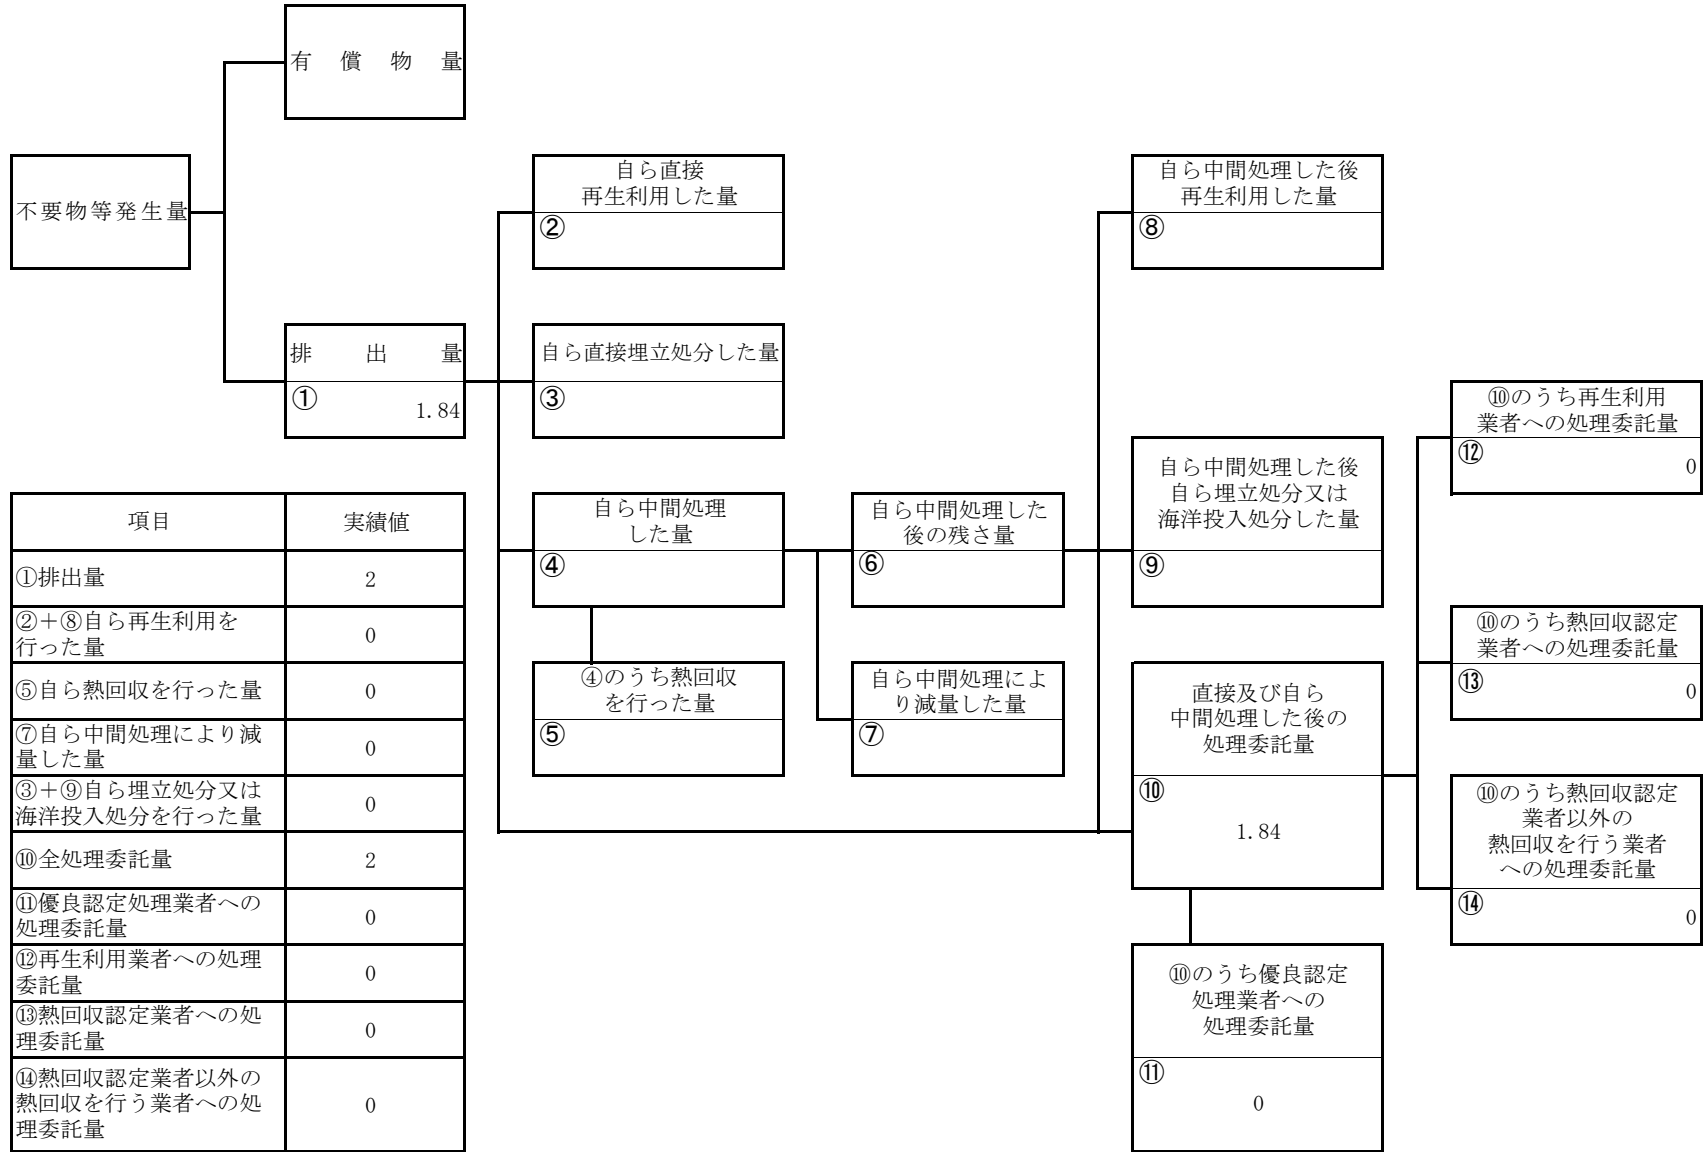 有償物量
不要物等発生量
排出量
①
1.84
自ら直接
再生利用した量
②
自ら直接埋立処分した量
③
自ら中間処理
した量
④
④のうち熱回収
を行った量
⑤
自ら中間処理した
後の残さ量
⑥
自ら中間処理によ
り減量した量
⑦
自ら中間処理した後
再生利用した量
⑧
自ら中間処理した後
自ら埋立処分又は
海洋投入処分した量
⑨
直接及び自ら
中間処理した後の
処理委託量
⑩
1.84
⑩のうち優良認定
処理業者への
処理委託量
⑪
0
⑩のうち再生利用
業者への処理委託量
⑫
0
⑩のうち熱回収認定
業者への処理委託量
⑬
0
⑩のうち熱回収認定
業者以外の
熱回収を行う業者
への処理委託量
⑭
0
項目 実績値
①排出量 2
②+⑧自ら再生利用を
行った量 0
⑤自ら熱回収を行った量 0
⑦自ら中間処理により減
量した量 0
③+⑨自ら埋立処分又は
海洋投入処分を行った量 0
⑩全処理委託量 2
⑪優良認定処理業者への
処理委託量 0
⑫再生利用業者への処理
委託量 0
⑬熱回収認定業者への処
理委託量 0
⑭熱回収認定業者以外の
熱回収を行う業者への処
理委託量 0